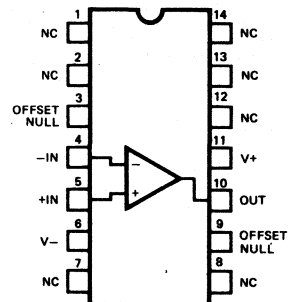 1
NC
2
NC
3
OFFSET
NULL
4
−IN
5
+IN
6
V−
7
NC
−
+
14
NC
13
NC
12
NC
11
V+
10
OUT
9
OFFSET
NULL
8
NC